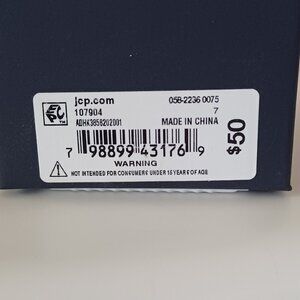 jcp.com 058-2236 0075
107904 7
ADHK3858202001 MADE IN CHINA
7 98899 43176 9
$50
WARNING
NOT INTENDED FOR CONSUMERS UNDER 15 YEARS OF AGE